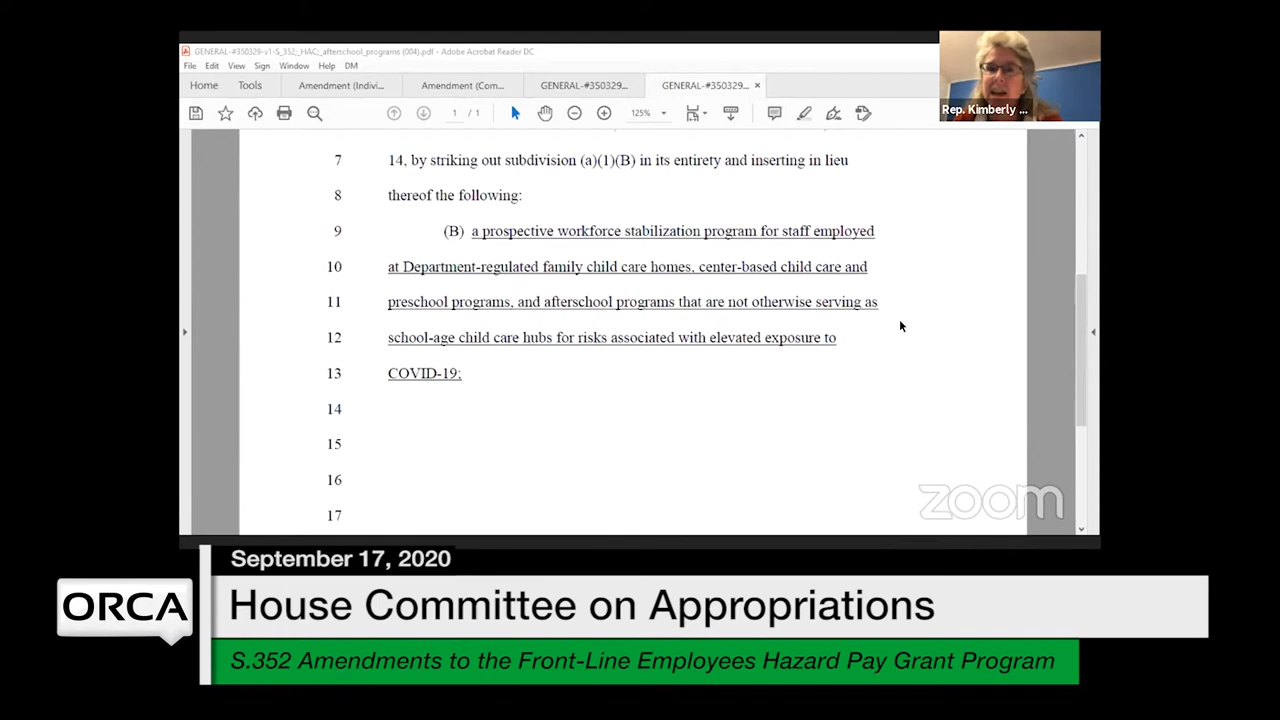 GENERAL-#350329-v1-S_352,_HAC;_afterschool_programs (004).pdf - Adobe Acrobat Reader DC
File Edit View Sign Window Help DM
Home Tools Amendment (Indivi... Amendment (Com... GENERAL-#350329... GENERAL-#350329... ×
1 / 1 125%
Rep. Kimberly ...
7 14, by striking out subdivision (a)(1)(B) in its entirety and inserting in lieu
8 thereof the following:
9 (B) a prospective workforce stabilization program for staff employed
10 at Department-regulated family child care homes, center-based child care and
11 preschool programs, and afterschool programs that are not otherwise serving as
12 school-age child care hubs for risks associated with elevated exposure to
13 COVID-19;
14
15
16
17
zoom
September 17, 2020
ORCA
House Committee on Appropriations
S.352 Amendments to the Front-Line Employees Hazard Pay Grant Program